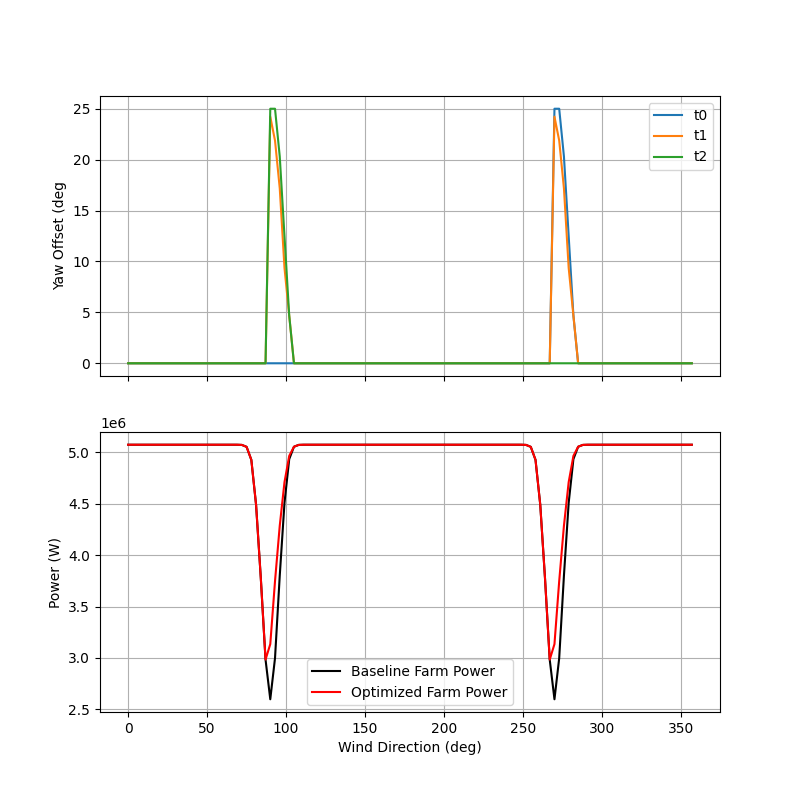 25
20
15
10
5
0
Yaw Offset (deg
t0
t1
t2
1e6
5.0
4.5
4.0
3.5
3.0
2.5
Power (W)
Baseline Farm Power
Optimized Farm Power
0 50 100 150 200 250 300 350
Wind Direction (deg)